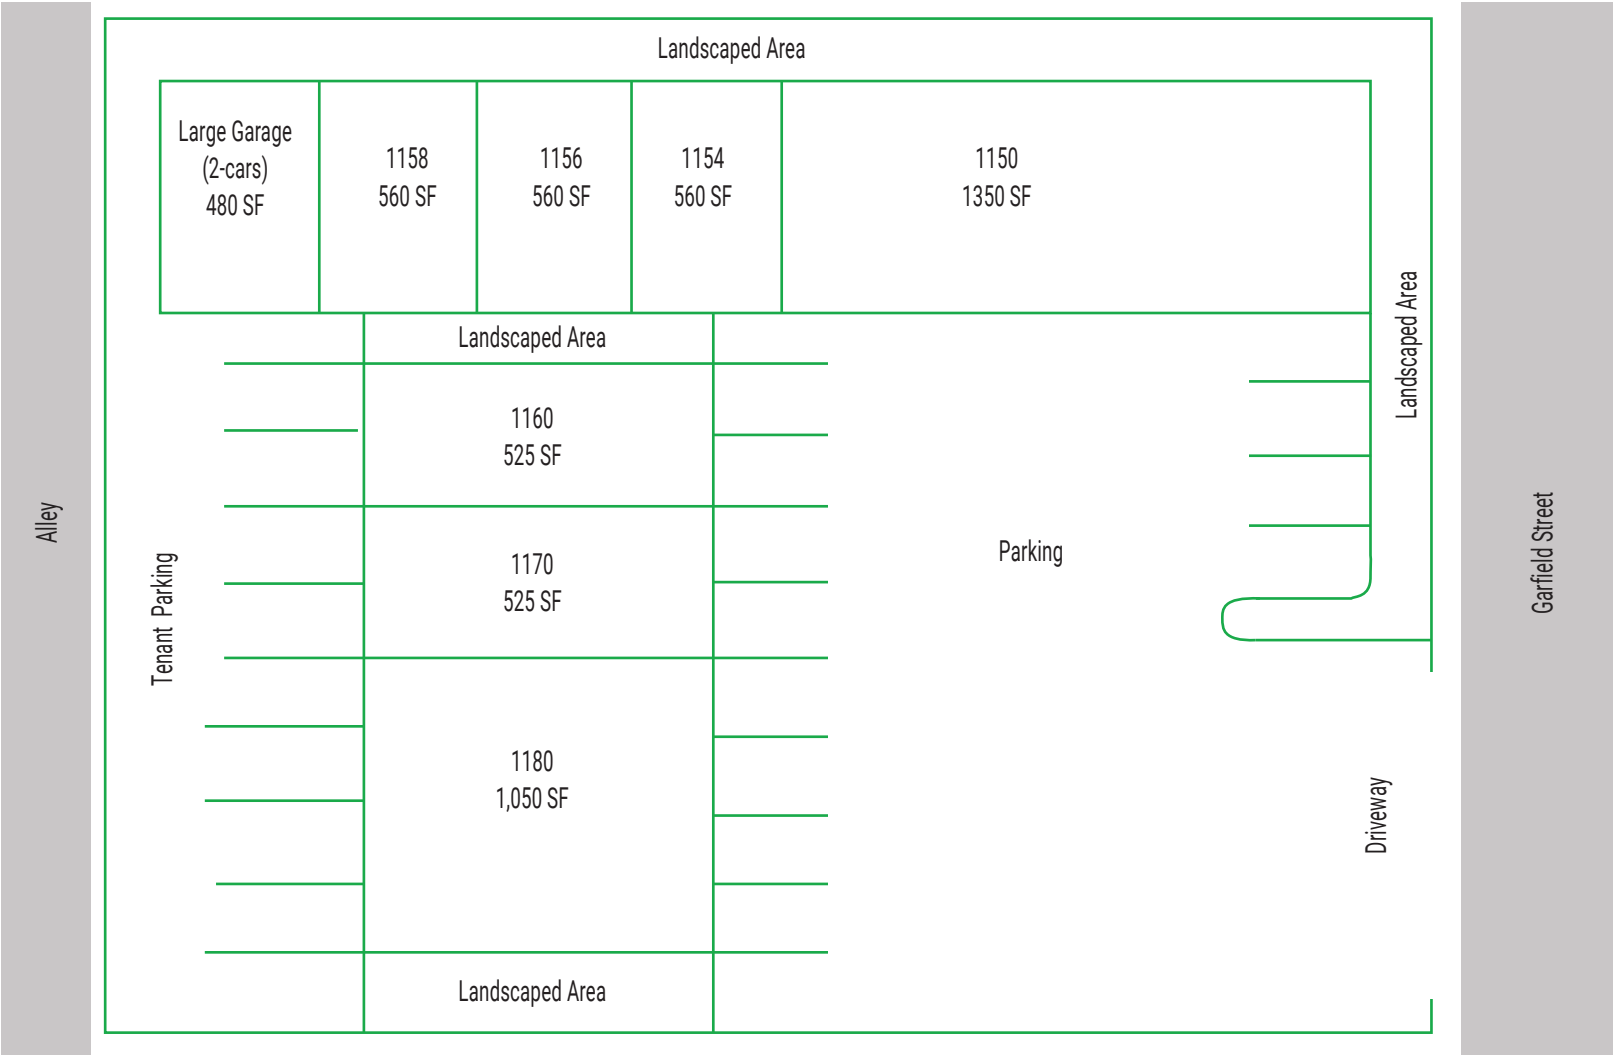 Landscaped Area
Large Garage
(2-cars)
480 SF
1158
560 SF
1156
560 SF
1154
560 SF
1150
1350 SF
Landscaped Area
Landscaped Area
1160
525 SF
Alley
Tenant Parking
1170
525 SF
Parking
Garfield Street
1180
1,050 SF
Driveway
Landscaped Area